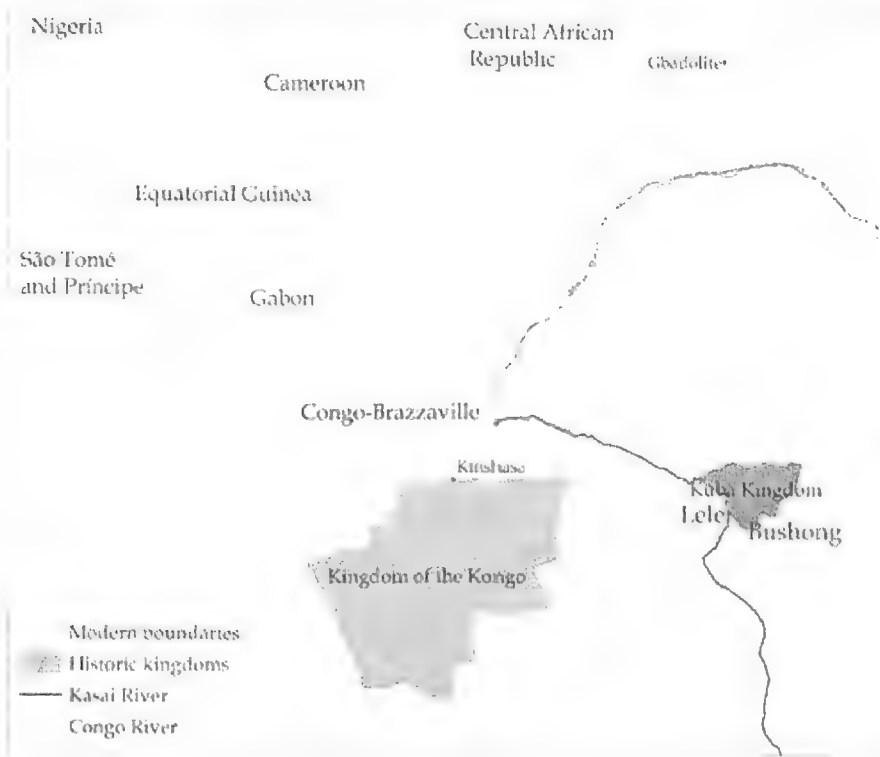 Nigeria
Central African
Republic
Gbadolite
Cameroon
Equatorial Guinea
São Tomé
and Príncipe
Gabon
Congo-Brazzaville
Kinshasa
Kuba Kingdom
Lele
Bushong
Kingdom of the Kongo
Modern boundaries
Historic kingdoms
Kasai River
Congo River